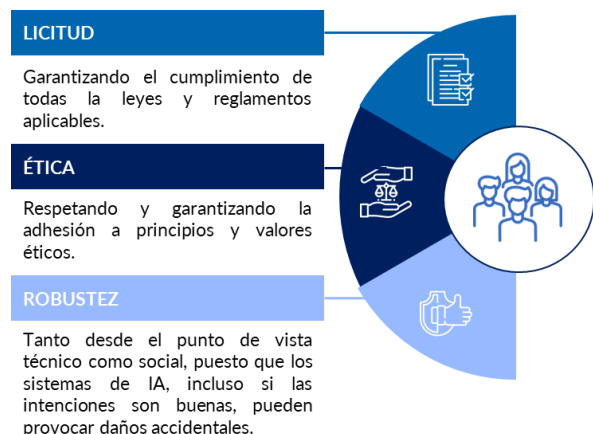 LICITUD
Garantizando el cumplimiento de
todas la leyes y reglamentos
aplicables.
ÉTICA
Respetando y garantizando la
adhesión a principios y valores
éticos.
ROBUSTEZ
Tanto desde el punto de vista
técnico como social, puesto que los
sistemas de IA, incluso si las
intenciones son buenas, pueden
provocar daños accidentales.